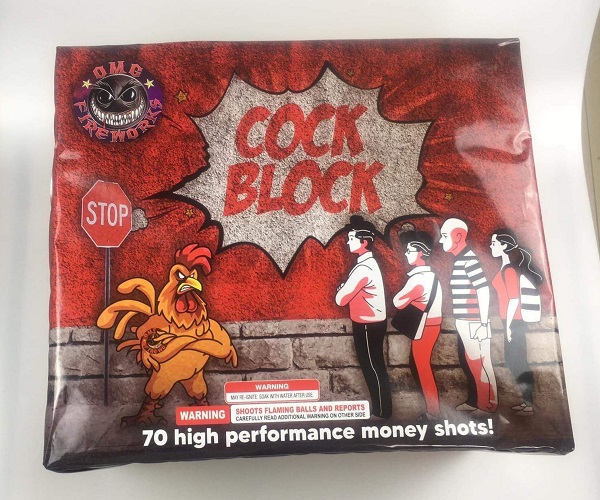 OMG
FIREWORKS
COCK
BLOCK
STOP
WARNING
MAY RE-IGNITE. SOAK WITH WATER AFTER USE.
WARNING
SHOOTS FLAMING BALLS AND REPORTS
CAREFULLY READ ADDITIONAL WARNING ON OTHER SIDE
70 high performance money shots!